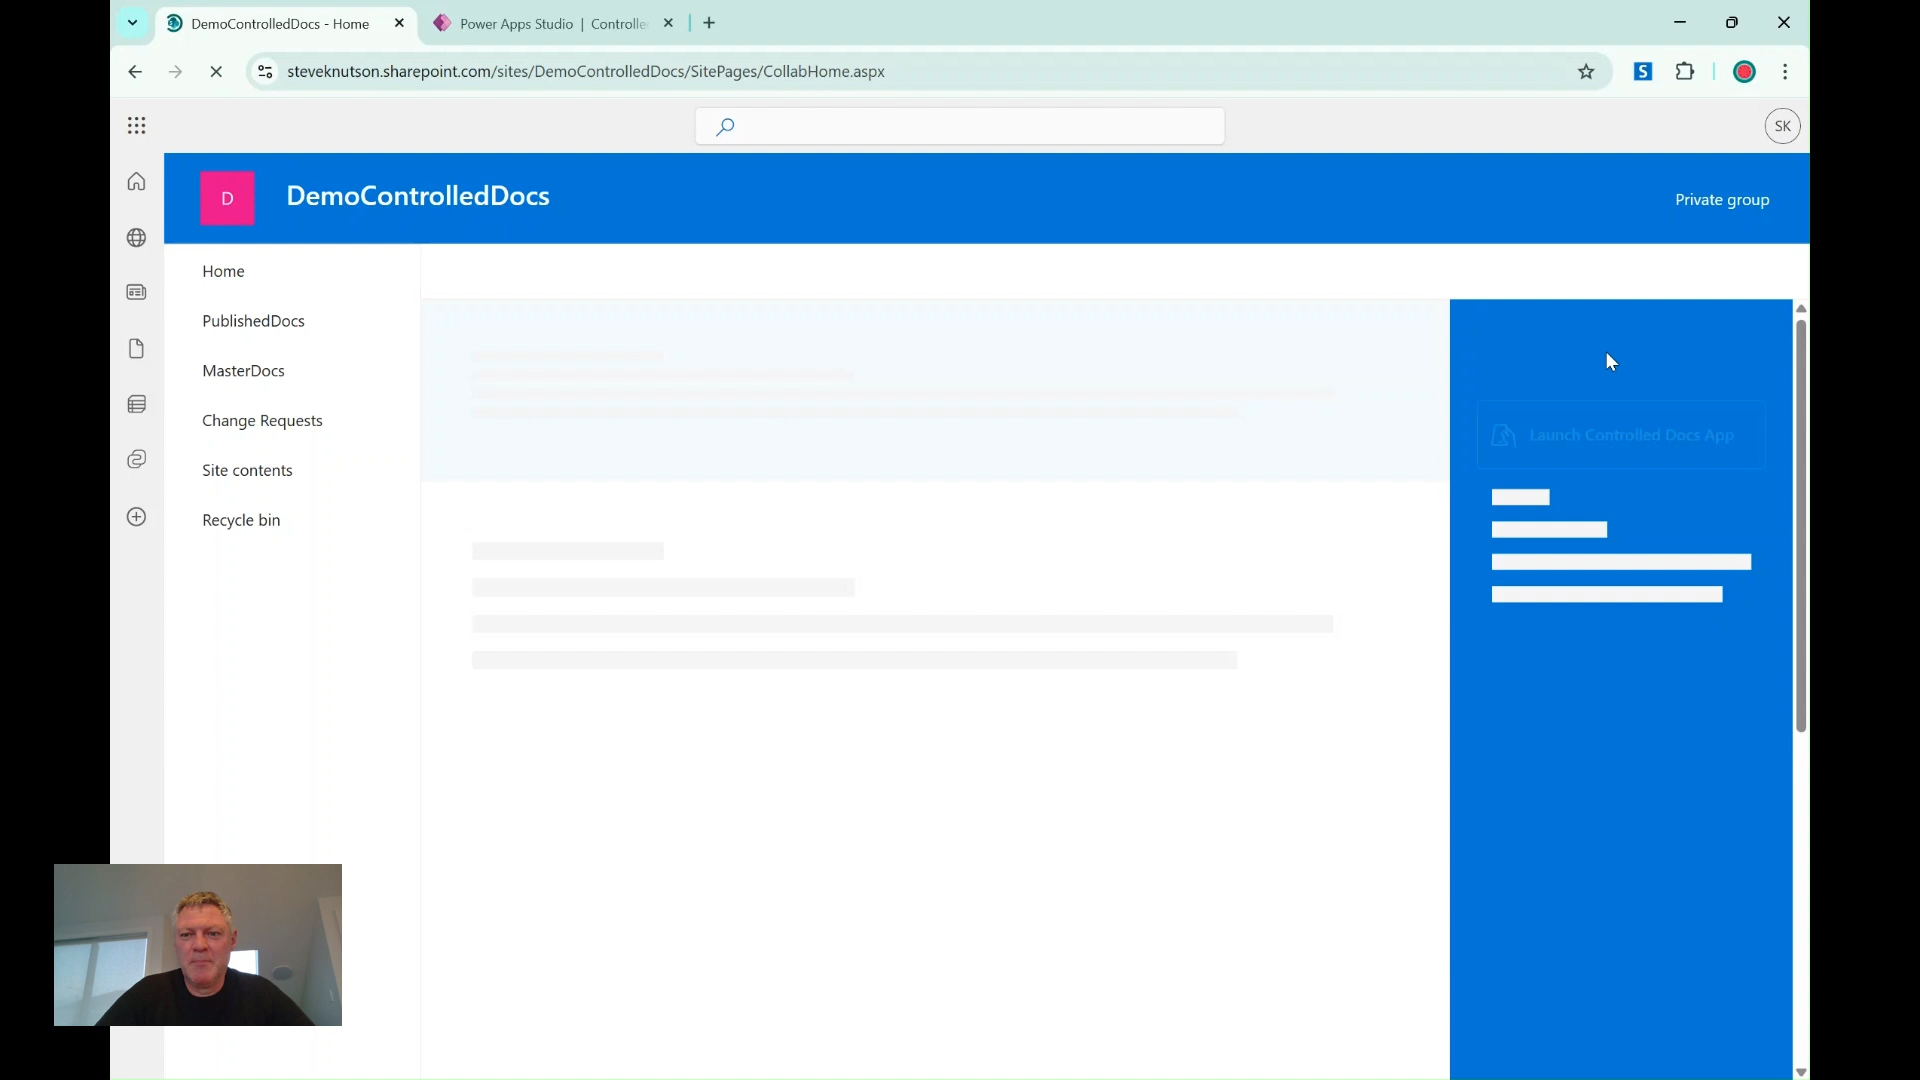 DemoControlledDocs - Home
Power Apps Studio | Controlle
steveknutson.sharepoint.com/sites/DemoControlledDocs/SitePages/CollabHome.aspx
S
SK
D
DemoControlledDocs
Private group
Home
PublishedDocs
MasterDocs
Change Requests
Site contents
Recycle bin
Launch Controlled Docs App